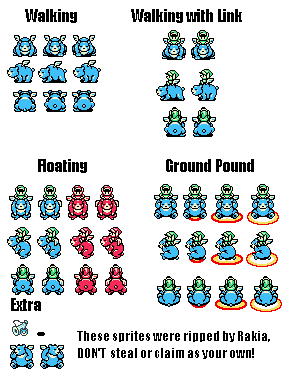 Walking
Walking with Link
Floating
Ground Pound
Extra
These sprites were ripped by Rakia,
DON'T steal or claim as your own!